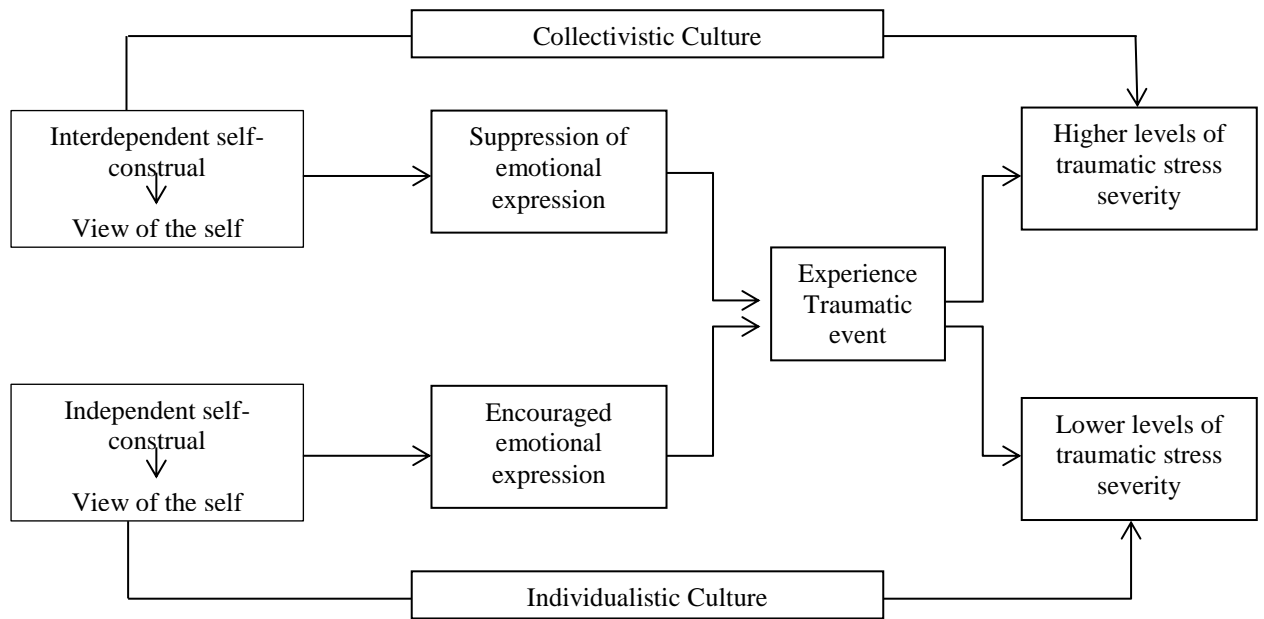 Collectivistic Culture
Interdependent self-
construal
View of the self
Suppression of
emotional
expression
Higher levels of
traumatic stress
severity
Experience
Traumatic
event
Independent self-
construal
View of the self
Encouraged
emotional
expression
Lower levels of
traumatic stress
severity
Individualistic Culture